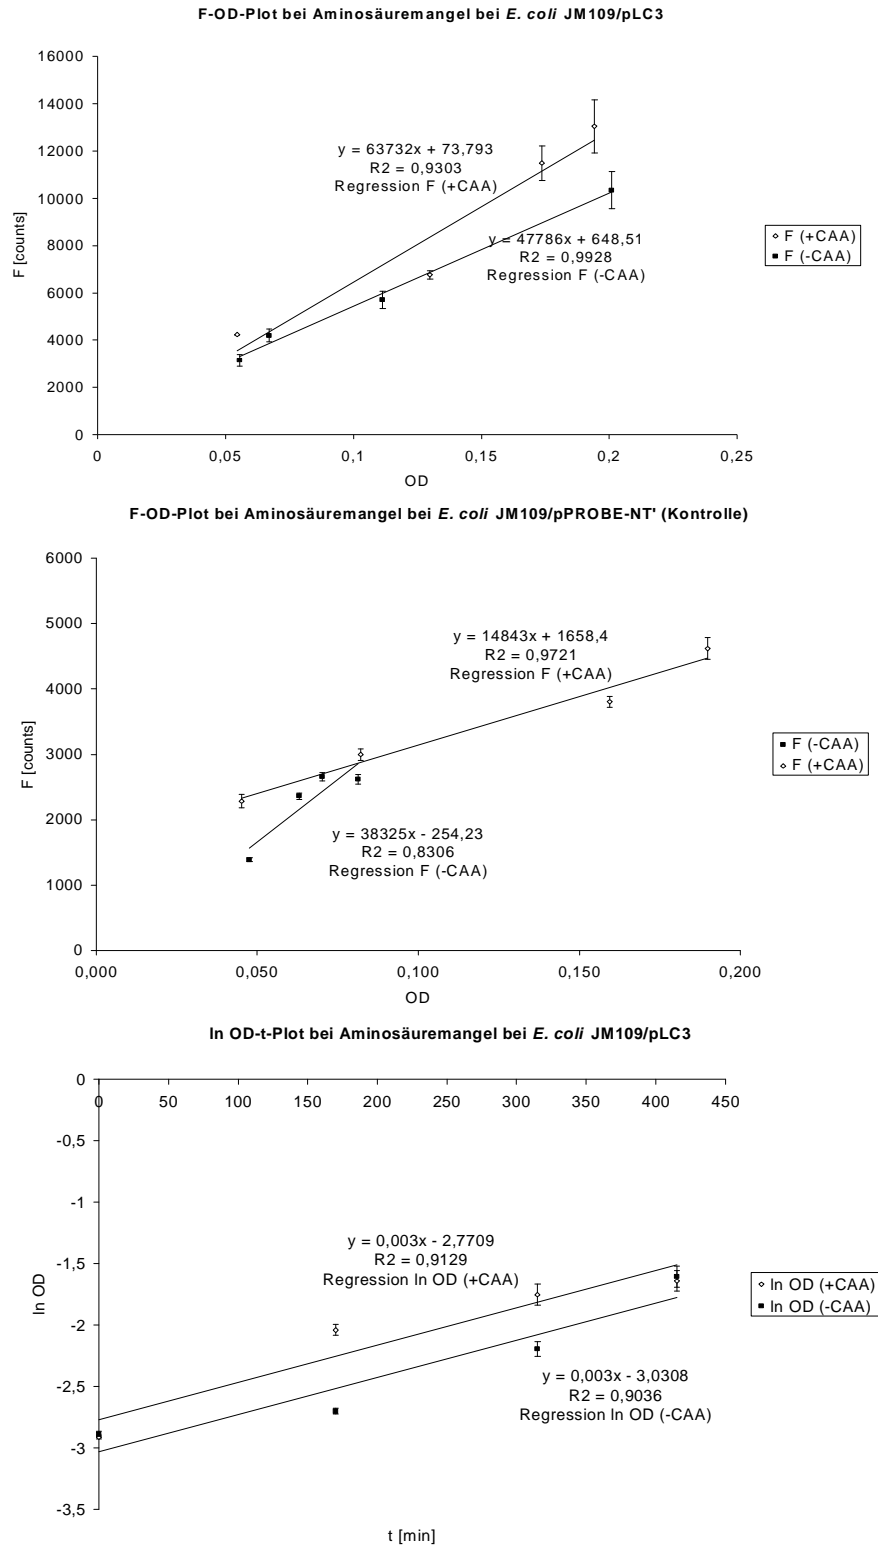 F-OD-Plot bei Aminosäuremangel bei E. coli JM109/pLC3
16000
14000
12000
10000
8000
6000
4000
2000
0
F [counts]
y = 63732x + 73,793
R2 = 0,9303
Regression F (+CAA)
y = 47786x + 648,51
R2 = 0,9928
Regression F (-CAA)
F (+CAA)
F (-CAA)
0 0,05 0,1 0,15 0,2 0,25
OD
F-OD-Plot bei Aminosäuremangel bei E. coli JM109/pPROBE-NT' (Kontrolle)
6000
5000
4000
3000
2000
1000
0
F [counts]
y = 14843x + 1658,4
R2 = 0,9721
Regression F (+CAA)
y = 38325x - 254,23
R2 = 0,8306
Regression F (-CAA)
F (-CAA)
F (+CAA)
0,000 0,050 0,100 0,150 0,200
OD
ln OD-t-Plot bei Aminosäuremangel bei E. coli JM109/pLC3
0
-0,5
-1
-1,5
-2
-2,5
-3
-3,5
0 50 100 150 200 250 300 350 400 450
ln OD
y = 0,003x - 2,7709
R2 = 0,9129
Regression ln OD (+CAA)
y = 0,003x - 3,0308
R2 = 0,9036
Regression ln OD (-CAA)
ln OD (+CAA)
ln OD (-CAA)
t [min]